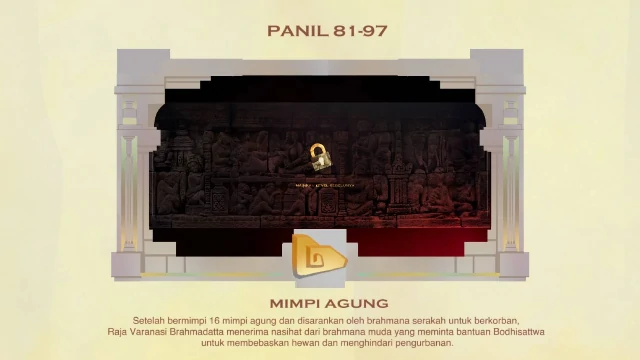 PANIL 81-97
MIMPI AGUNG
Setelah bermimpi 16 mimpi agung dan disarankan oleh brahmana serakah untuk berkorban,
Raja Varanasi Brahmadatta menerima nasihat dari brahmana muda yang meminta bantuan Bodhisattwa
untuk membebaskan hewan dan menghindari pengurbanan.